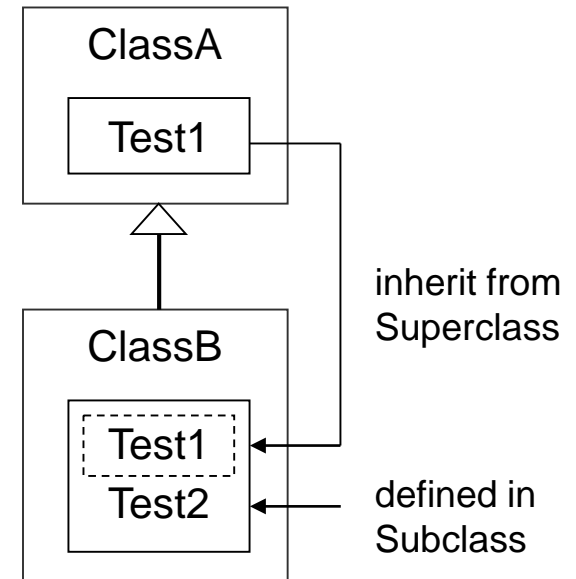 ClassA
Test1
inherit from
Superclass
ClassB
Test1
Test2
defined in
Subclass